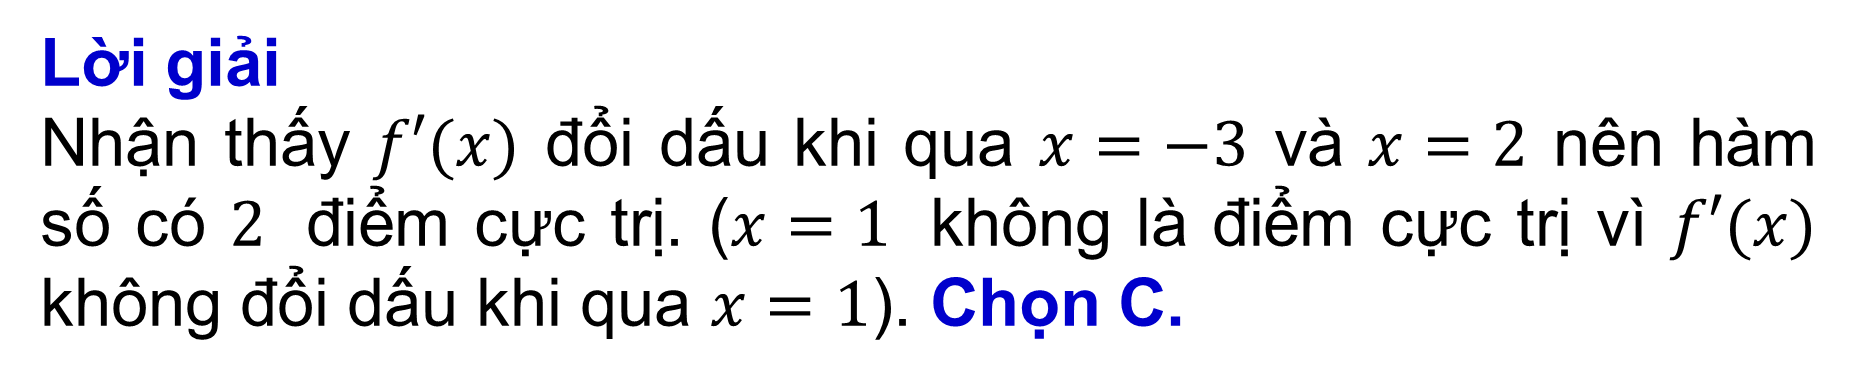 Lời giải
Nhận thấy f′(x) đổi dấu khi qua x = −3 và x = 2 nên hàm
số có 2 điểm cực trị. (x = 1 không là điểm cực trị vì f′(x)
không đổi dấu khi qua x = 1). Chọn C.